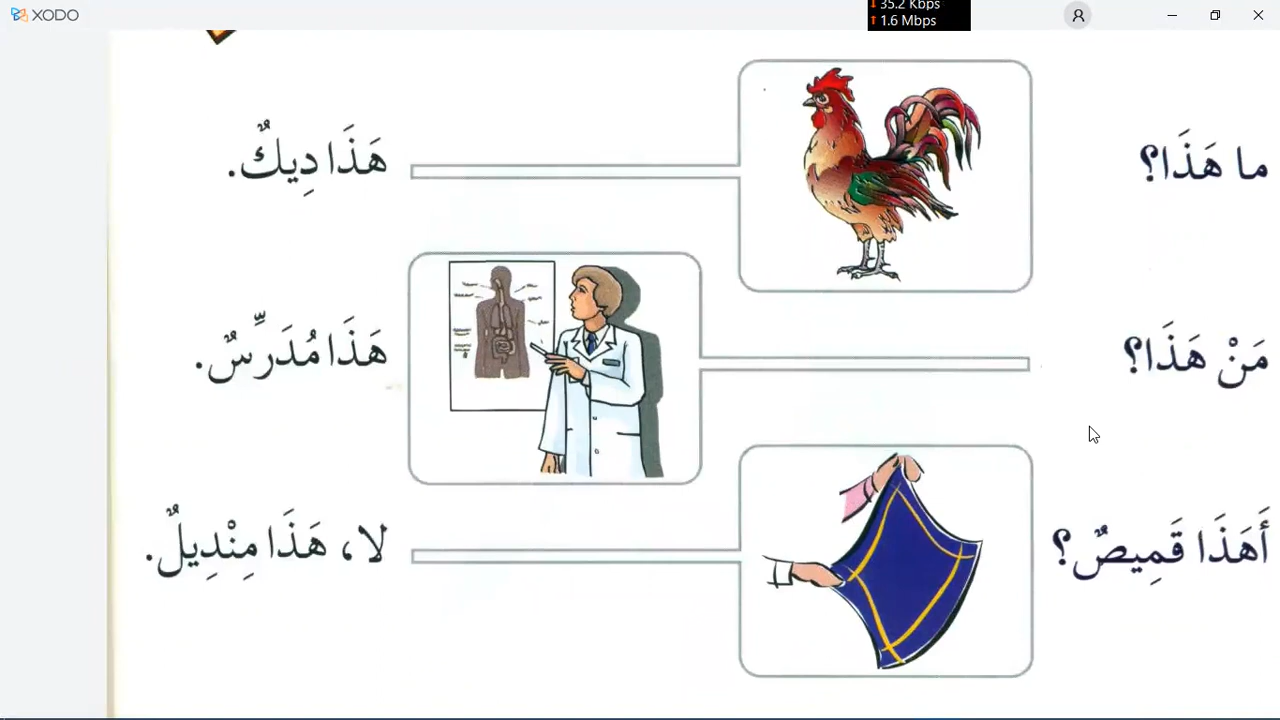 XODO
35.2 Kbps
1.6 Mbps
ما هَذَا؟
هَذَا دِيكٌ.
مَنْ هَذَا؟
هَذَا مُدَرِّسٌ.
أَهَذَا قَمِيصٌ؟
لا، هَذَا مِنْدِيلٌ.